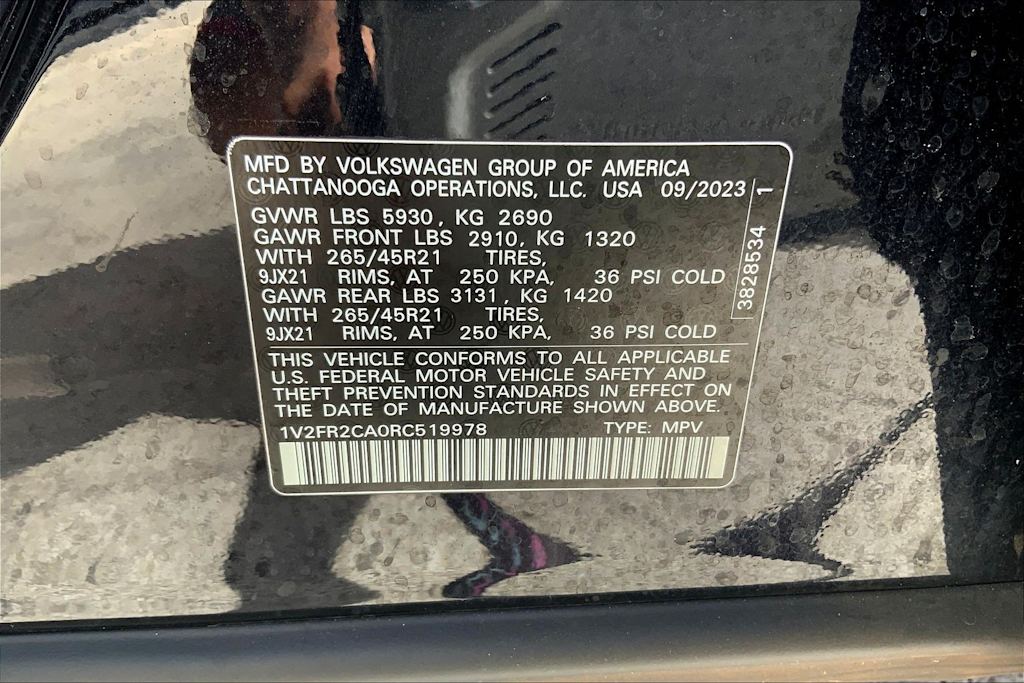 MFD BY VOLKSWAGEN GROUP OF AMERICA
CHATTANOOGA OPERATIONS, LLC. USA 09/2023
GVWR LBS 5930, KG 2690
GAWR FRONT LBS 2910, KG 1320
WITH 265/45R21 TIRES,
9JX21 RIMS, AT 250 KPA, 36 PSI COLD
GAWR REAR LBS 3131, KG 1420
WITH 265/45R21 TIRES,
9JX21 RIMS, AT 250 KPA, 36 PSI COLD
THIS VEHICLE CONFORMS TO ALL APPLICABLE
U.S. FEDERAL MOTOR VEHICLE SAFETY AND
THEFT PREVENTION STANDARDS IN EFFECT ON
THE DATE OF MANUFACTURE SHOWN ABOVE.
1V2FR2CA0RC519978 TYPE: MPV
3828534 1